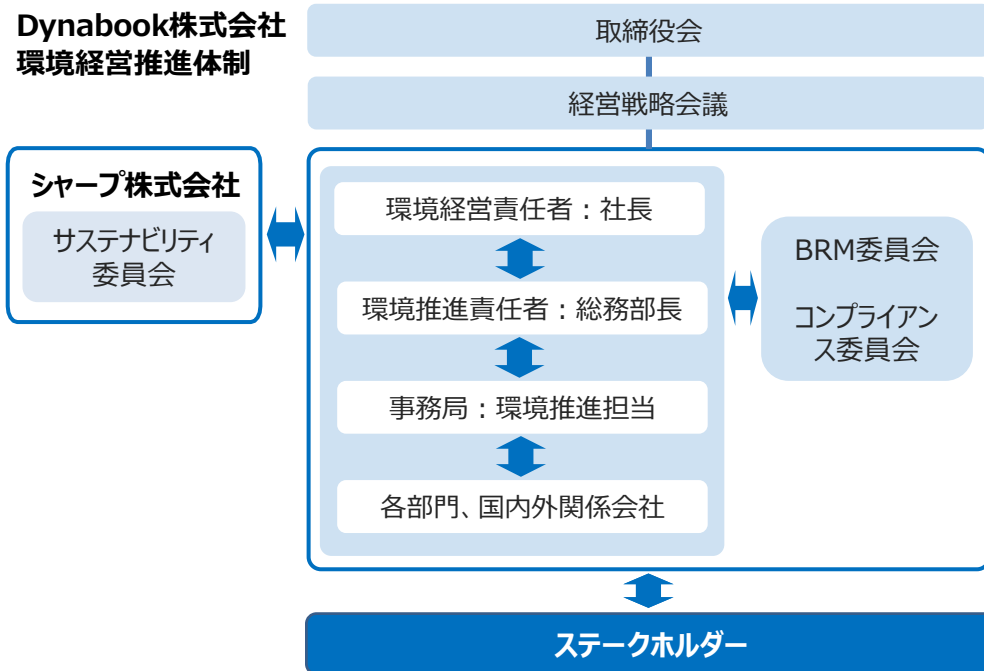 Dynabook株式会社
環境経営推進体制
取締役会
経営戦略会議
シャープ株式会社
サステナビリティ
委員会
環境経営責任者：社長
環境推進責任者：総務部長
事務局：環境推進担当
各部門、国内外関係会社
BRM委員会
コンプライアン
ス委員会
ステークホルダー